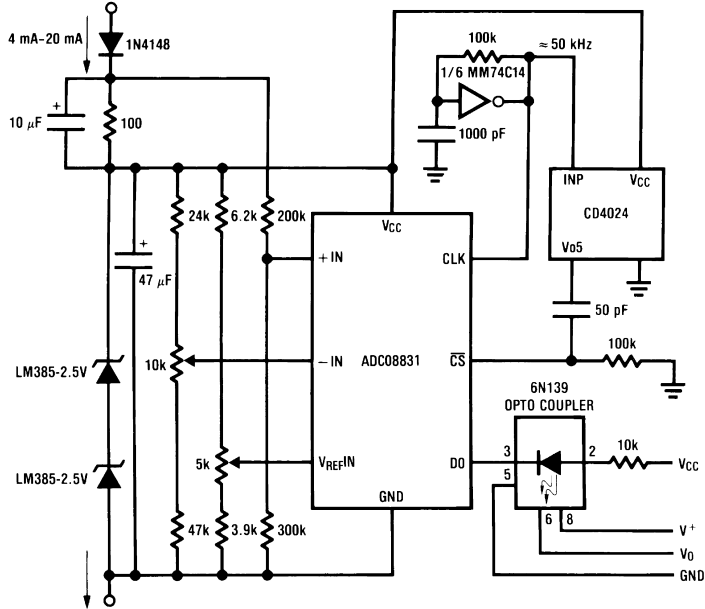 4 mA–20 mA
1N4148
+
10 μF
100
100k
≈ 50 kHz
1/6 MM74C14
1000 pF
INP
VCC
CD4024
Vo5
24k
6.2k
200k
VCC
+
47 μF
+ IN
CLK
50 pF
LM385-2.5V
10k
– IN
ADC08831
CS
100k
6N139
OPTO COUPLER
LM385-2.5V
5k
VREFIN
DO
3
5
2
10k
VCC
GND
47k
3.9k
300k
6
8
V+
VO
GND